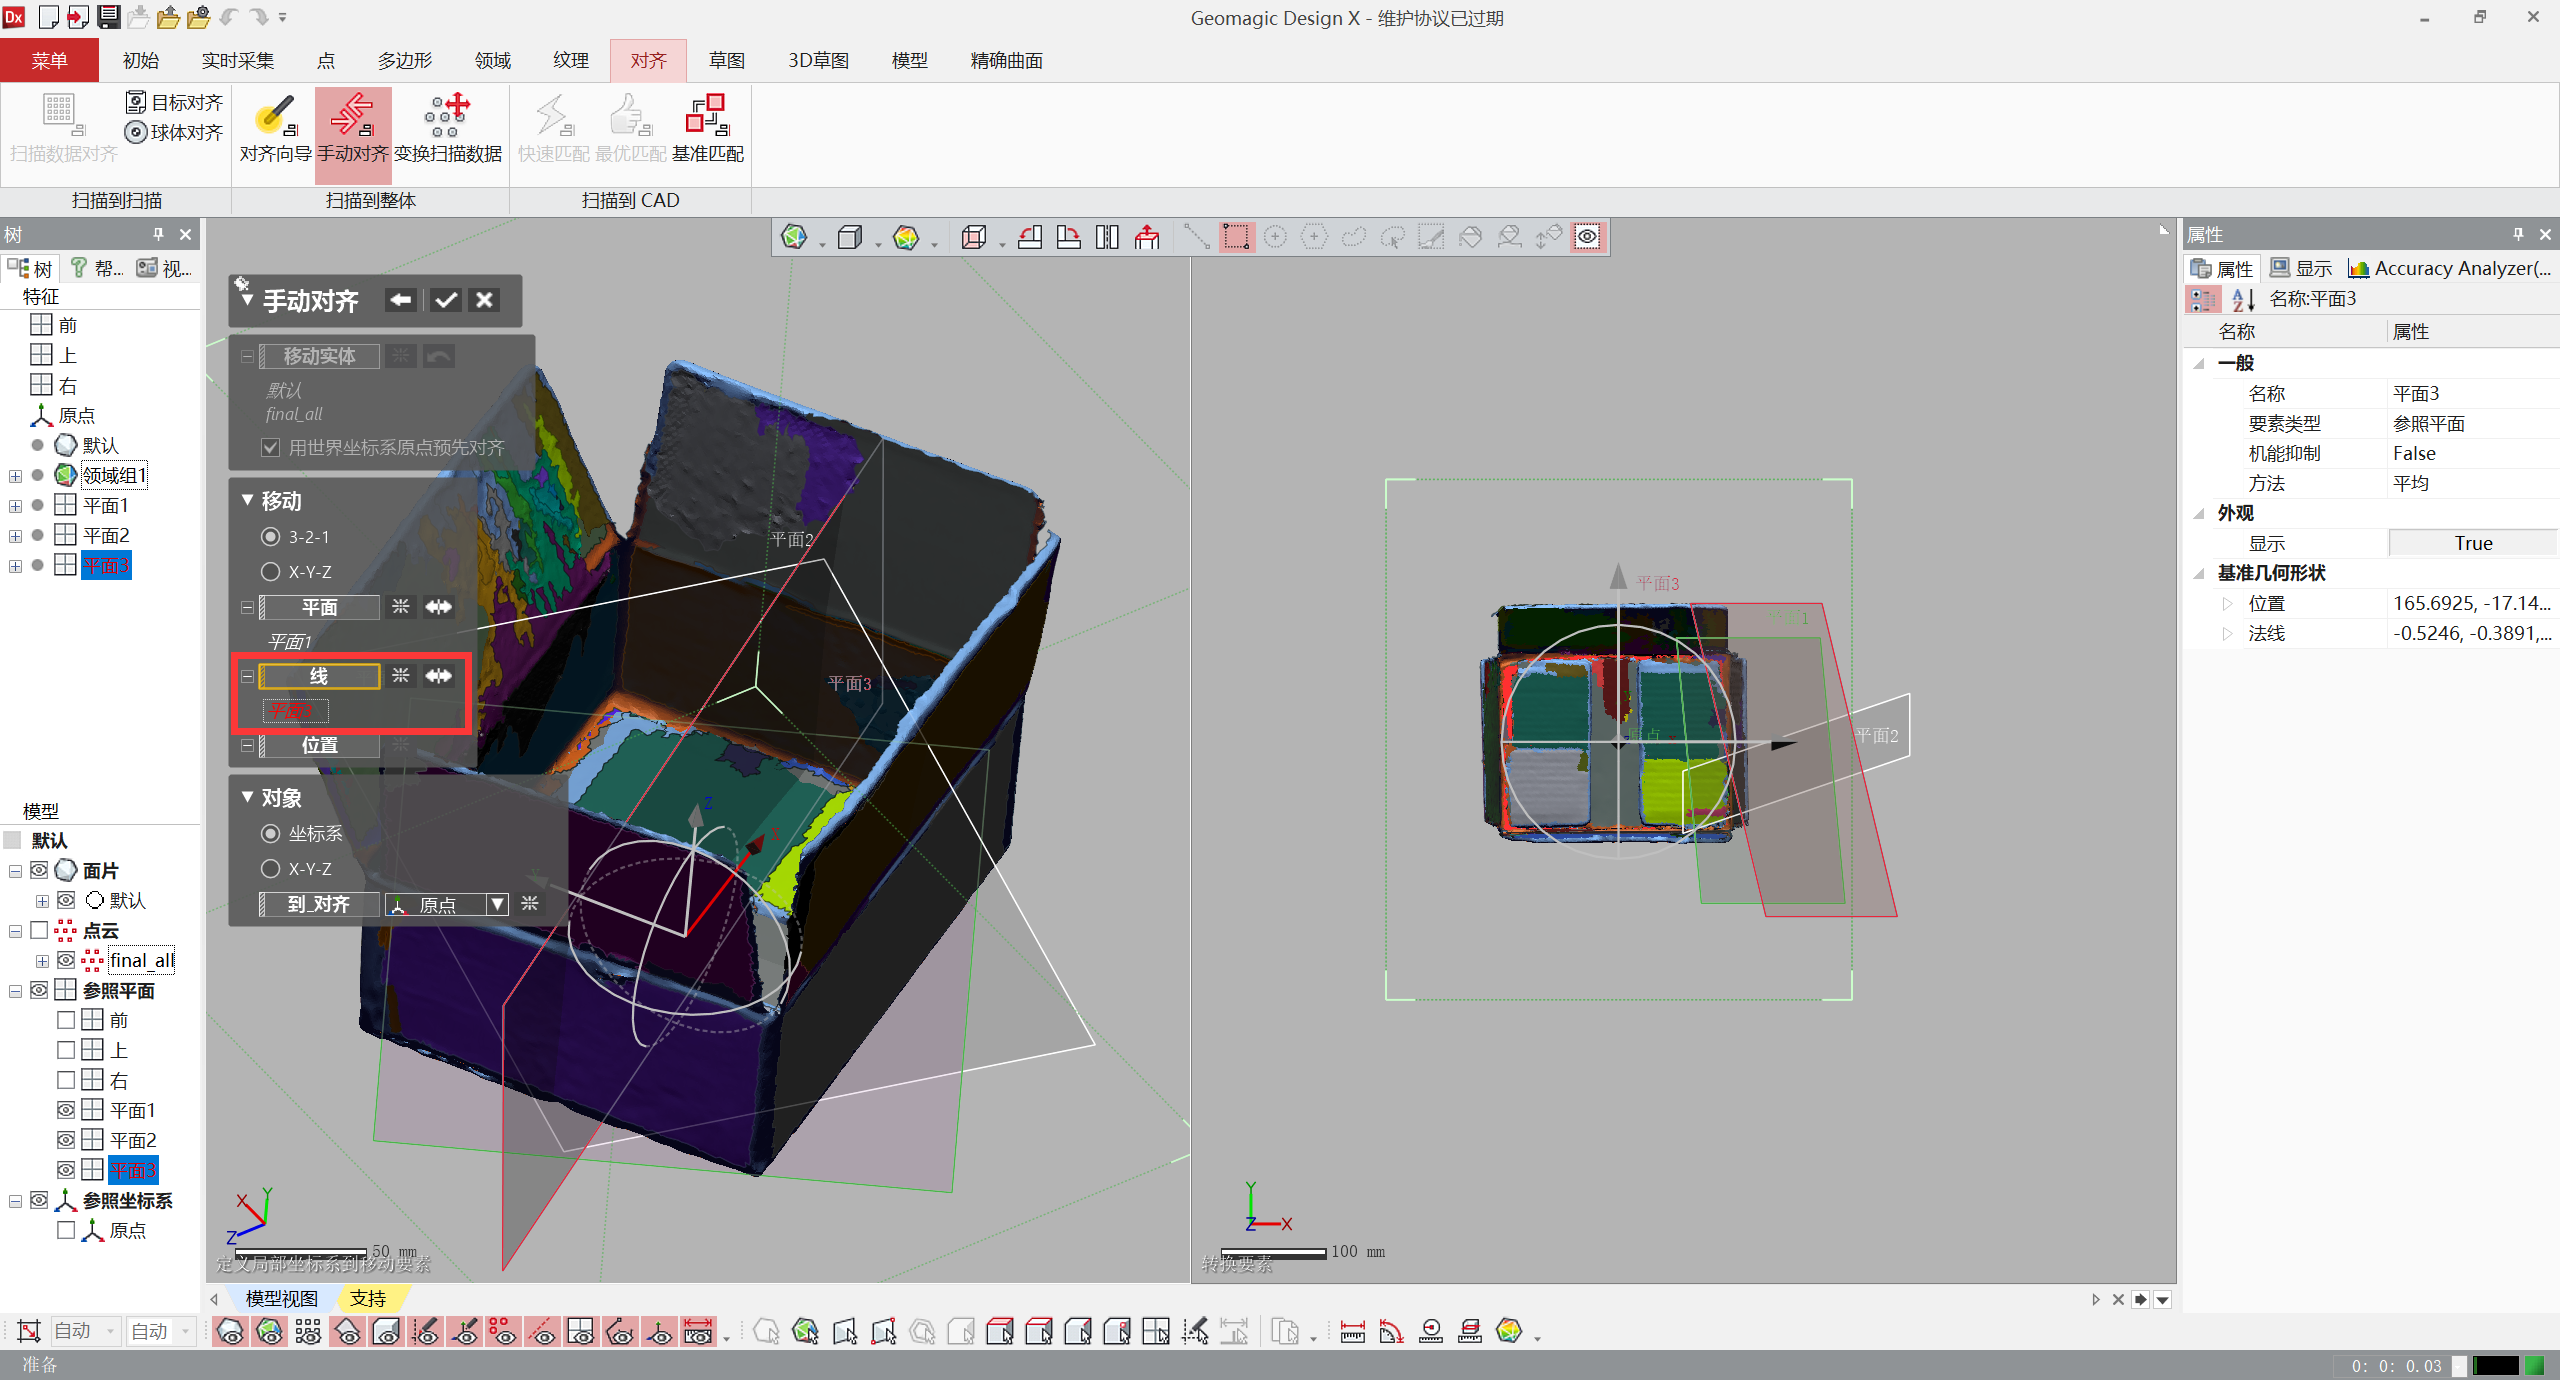 Dx
Geomagic Design X - 维护协议已过期
菜单 初始 实时采集 点 多边形 领域 纹理 对齐 草图 3D草图 模型 精确曲面
扫描数据对齐 目标对齐 球体对齐 对齐向导 手动对齐 变换扫描数据 快速匹配 最优匹配 基准匹配
扫描到扫描 扫描到整体 扫描到 CAD
树
树 帮... 视...
特征
前
上
右
原点
默认
领域组1
平面1
平面2
平面3
模型
默认
面片
默认
点云
final_all
参照平面
前
上
右
平面1
平面2
平面3
参照坐标系
原点
手动对齐
移动实体
默认
final_all
用世界坐标系原点预先对齐
移动
3-2-1
X-Y-Z
平面
平面1
线
平面3
位置
对象
坐标系
X-Y-Z
到_对齐 原点
平面2
平面3
Z
X
X Y Z
50 mm
定义局部坐标系到移动要素
平面3
平面1
平面2
原点
Y
Z X
100 mm
转换要素
属性
属性 显示 Accuracy Analyzer(...
名称:平面3
名称 属性
一般
名称 平面3
要素类型 参照平面
机能抑制 False
方法 平均
外观
显示 True
基准几何形状
位置 165.6925, -17.14...
法线 -0.5246, -0.3891,...
模型视图 支持
自动 自动
准备
0: 0: 0.03